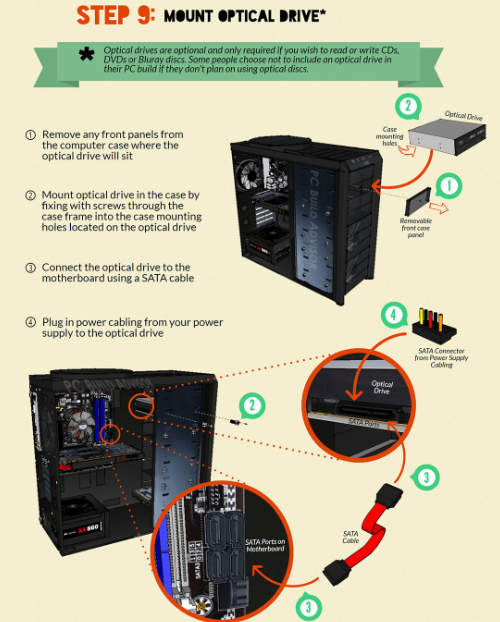 STEP 9: MOUNT OPTICAL DRIVE*
* Optical drives are optional and only required if you wish to read or write CDs,
DVDs or Bluray discs. Some people choose not to include an optical drive in
their PC build if they don't plan on using optical discs.
① Remove any front panels from
the computer case where the
optical drive will sit
② Mount optical drive in the case by
fixing with screws through the
case frame into the case mounting
holes located on the optical drive
③ Connect the optical drive to the
motherboard using a SATA cable
④ Plug in power cabling from your power
supply to the optical drive
2
Optical Drive
Case
mounting
holes
1
Removable
front case
panel
PC BUILD ADVISOR
4
SATA Connector
from Power Supply
Cabling
Optical
Drive
SATA Ports
2
3
SATA
Cable
SATA Ports on
Motherboard
SATA3
AX860
3